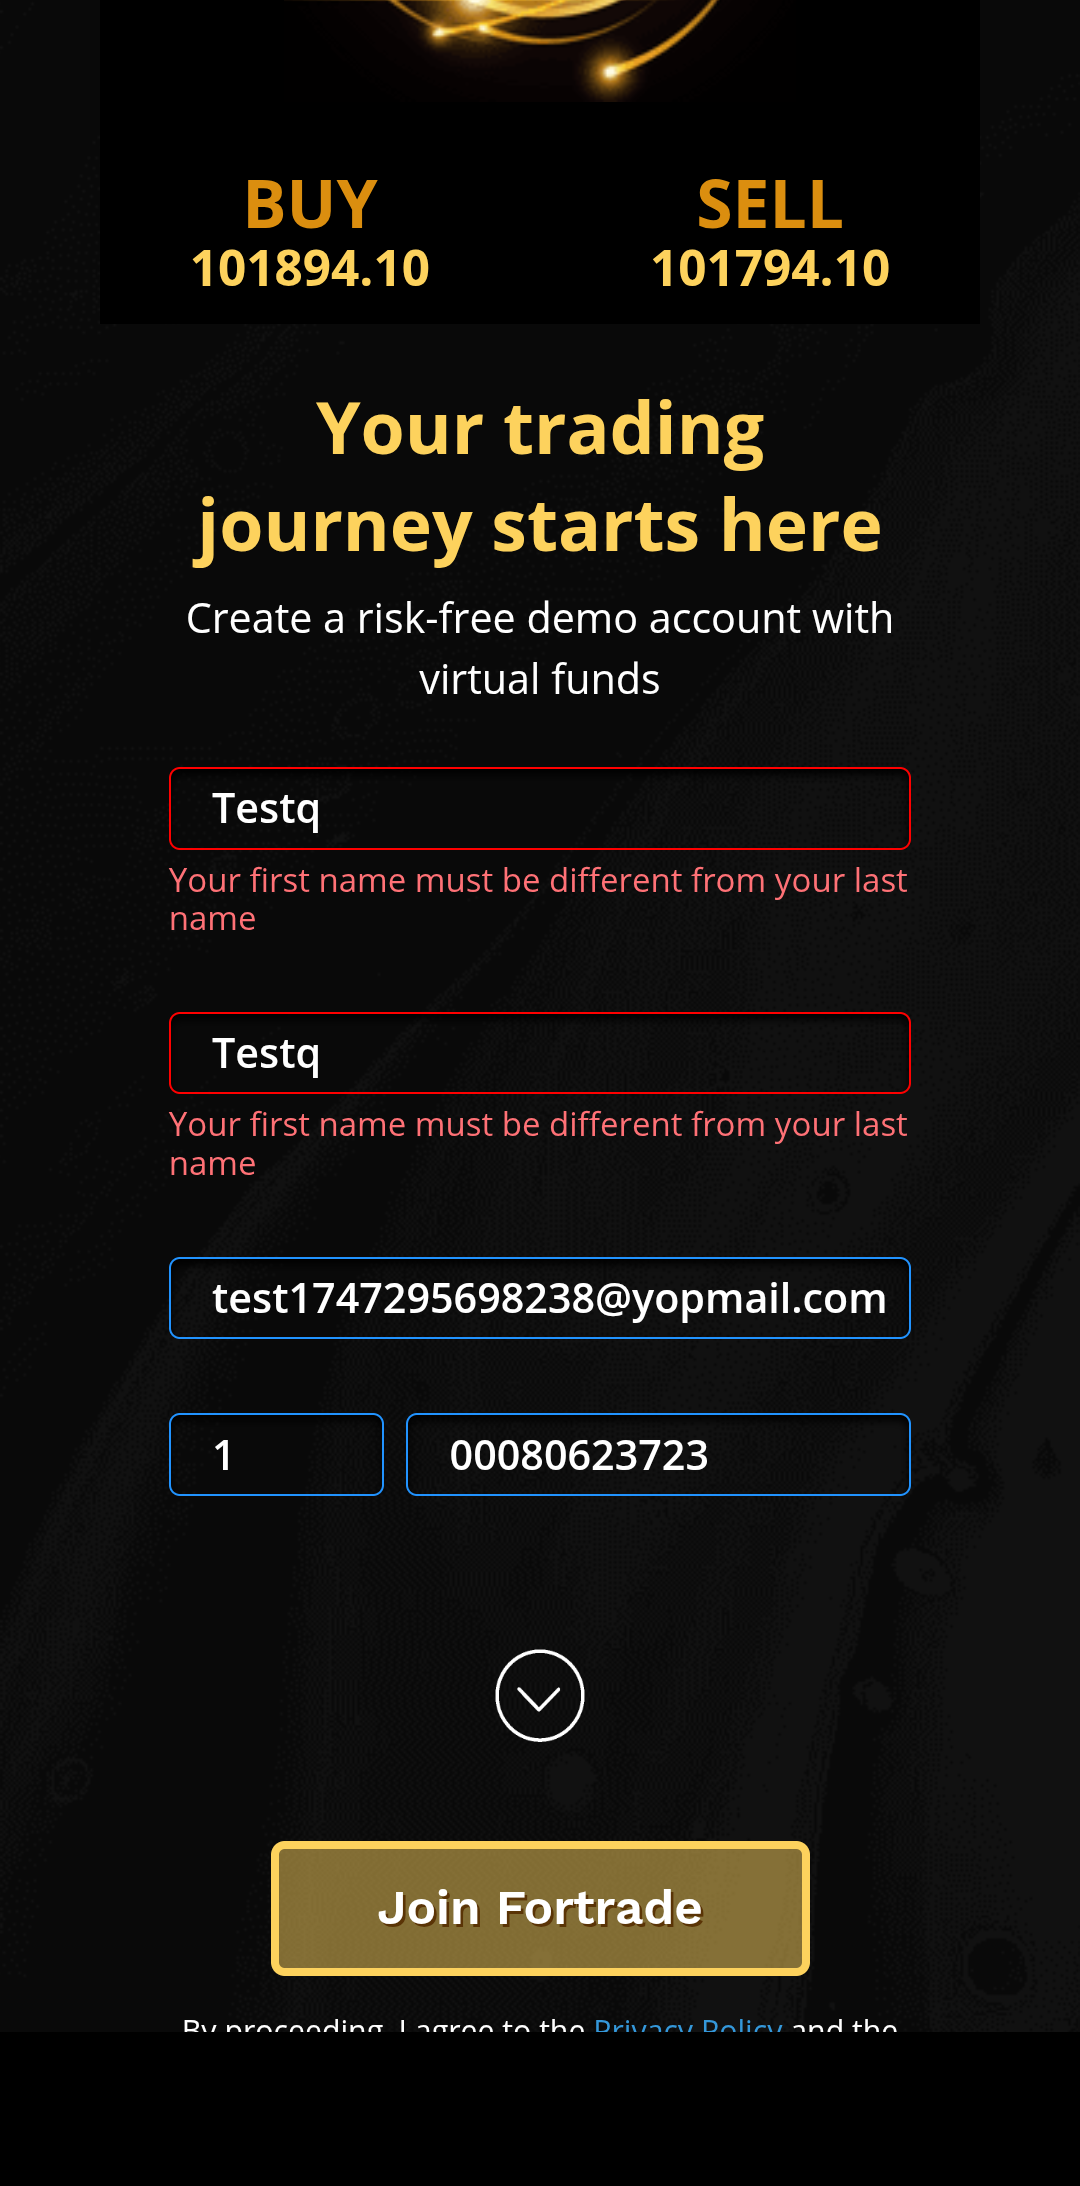 BUY
101894.10
SELL
101794.10
Your trading
journey starts here
Create a risk-free demo account with
virtual funds
Testq
Your first name must be different from your last
name
Testq
Your first name must be different from your last
name
test1747295698238@yopmail.com
1
00080623723
Join Fortrade
By proceeding, I agree to the Privacy Policy and the